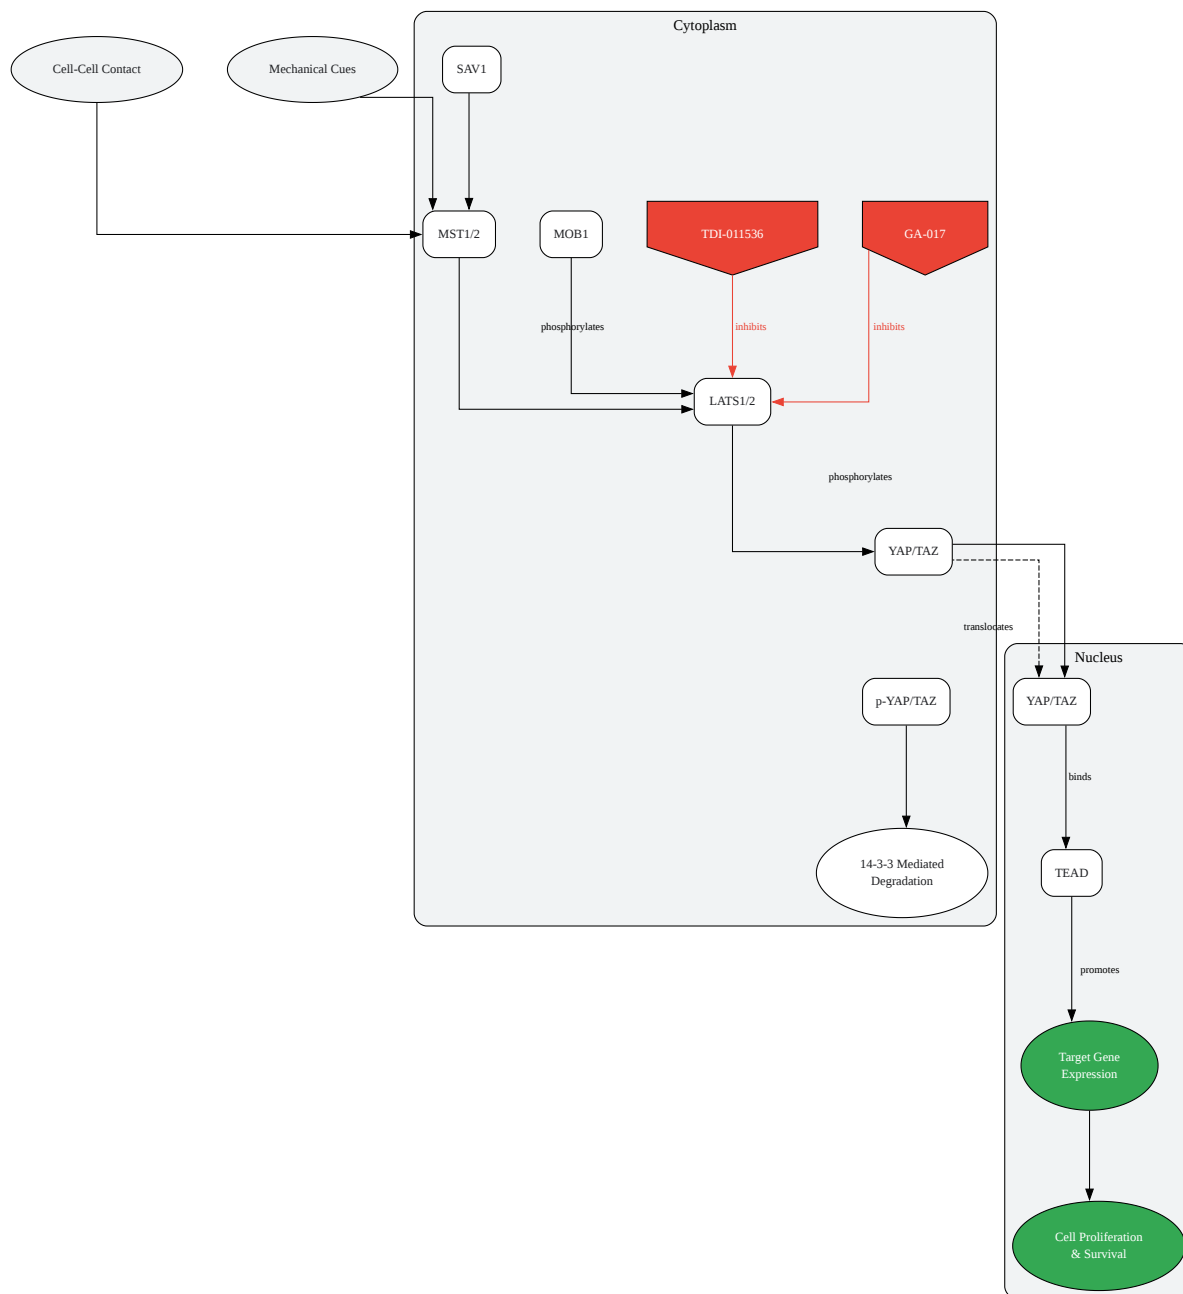 Cytoplasm
Cell-Cell Contact
Mechanical Cues
SAV1
MST1/2
MOB1
TDI-011536
GA-017
phosphorylates
inhibits
inhibits
LATS1/2
phosphorylates
YAP/TAZ
translocates
Nucleus
p-YAP/TAZ
YAP/TAZ
binds
14-3-3 Mediated
Degradation
TEAD
promotes
Target Gene
Expression
Cell Proliferation
& Survival